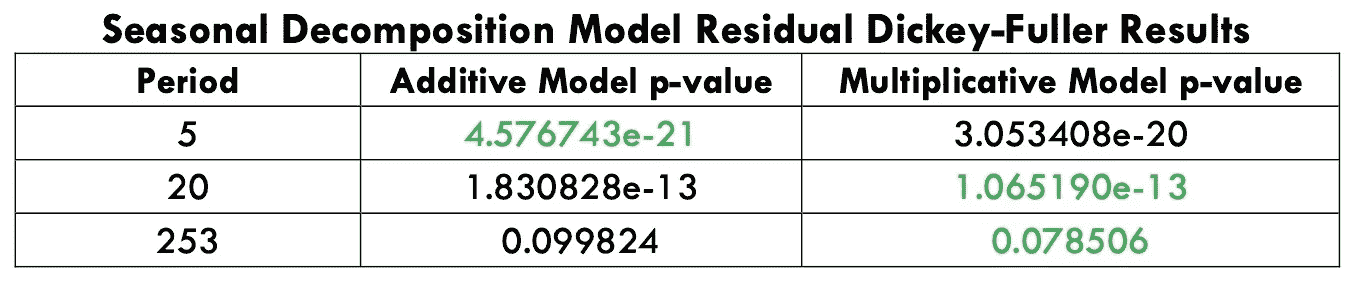 Seasonal Decomposition Model Residual Dickey-Fuller Results
Period Additive Model p-value Multiplicative Model p-value
5 4.576743e-21 3.053408e-20
20 1.830828e-13 1.065190e-13
253 0.099824 0.078506